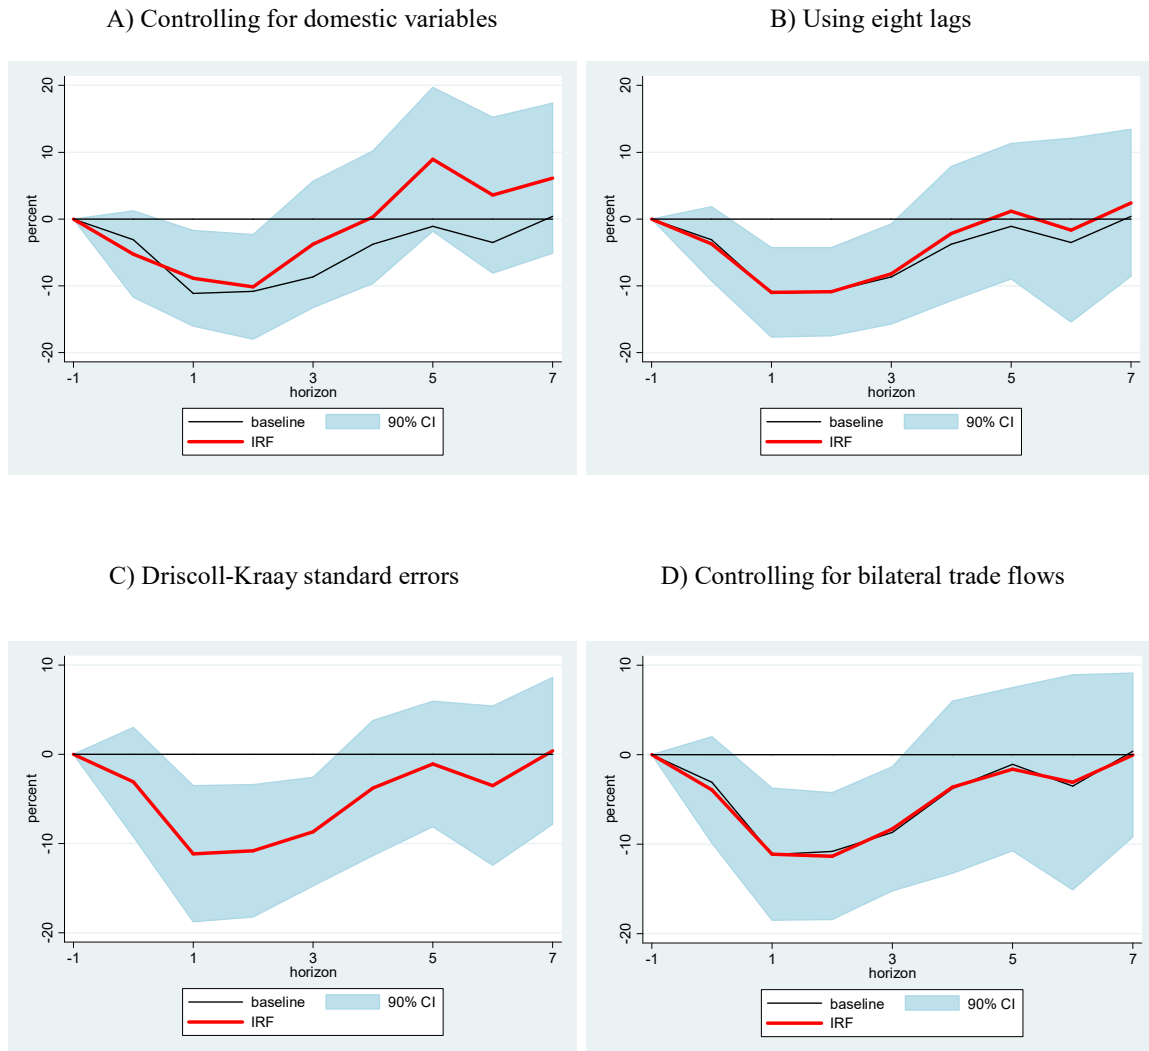 A) Controlling for domestic variables
B) Using eight lags
20
10
0
-10
-20
percent
-1 1 3 5 7
horizon
baseline 90% CI
IRF
20
10
0
-10
-20
percent
-1 1 3 5 7
horizon
baseline 90% CI
IRF
C) Driscoll-Kraay standard errors
D) Controlling for bilateral trade flows
10
0
-10
-20
percent
-1 1 3 5 7
horizon
baseline 90% CI
IRF
10
0
-10
-20
percent
-1 1 3 5 7
horizon
baseline 90% CI
IRF